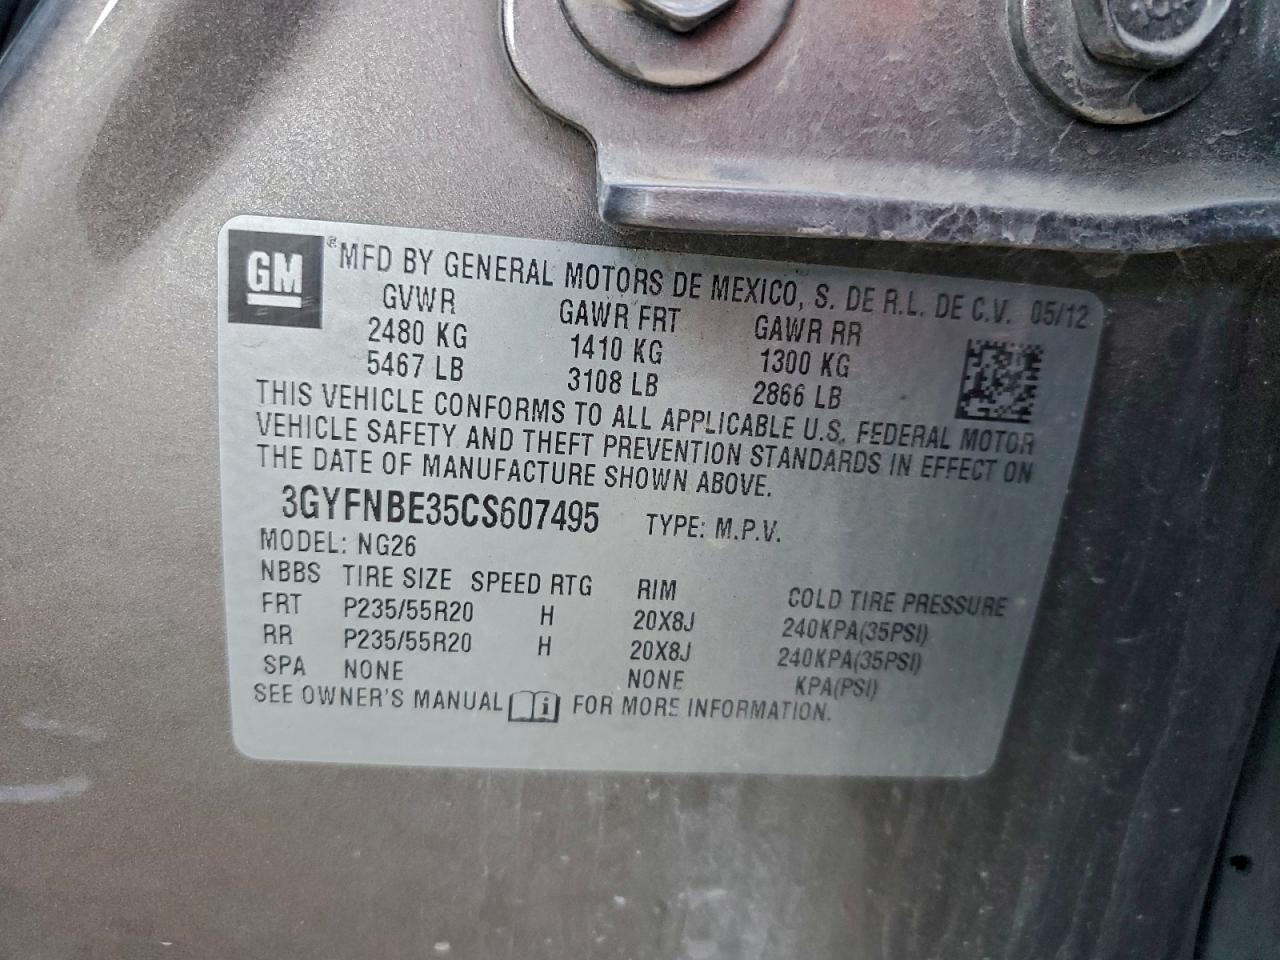 GM ® MFD BY GENERAL MOTORS DE MEXICO, S. DE R.L. DE C.V. 05/12
GVWR GAWR FRT GAWR RR
2480 KG 1410 KG 1300 KG
5467 LB 3108 LB 2866 LB
THIS VEHICLE CONFORMS TO ALL APPLICABLE U.S. FEDERAL MOTOR
VEHICLE SAFETY AND THEFT PREVENTION STANDARDS IN EFFECT ON
THE DATE OF MANUFACTURE SHOWN ABOVE.
3GYFNBE35CS607495 TYPE: M.P.V.
MODEL: NG26
NBBS TIRE SIZE SPEED RTG RIM COLD TIRE PRESSURE
FRT P235/55R20 H 20X8J 240KPA(35PSI)
RR P235/55R20 H 20X8J 240KPA(35PSI)
SPA NONE NONE KPA(PSI)
SEE OWNER'S MANUAL i FOR MORE INFORMATION.